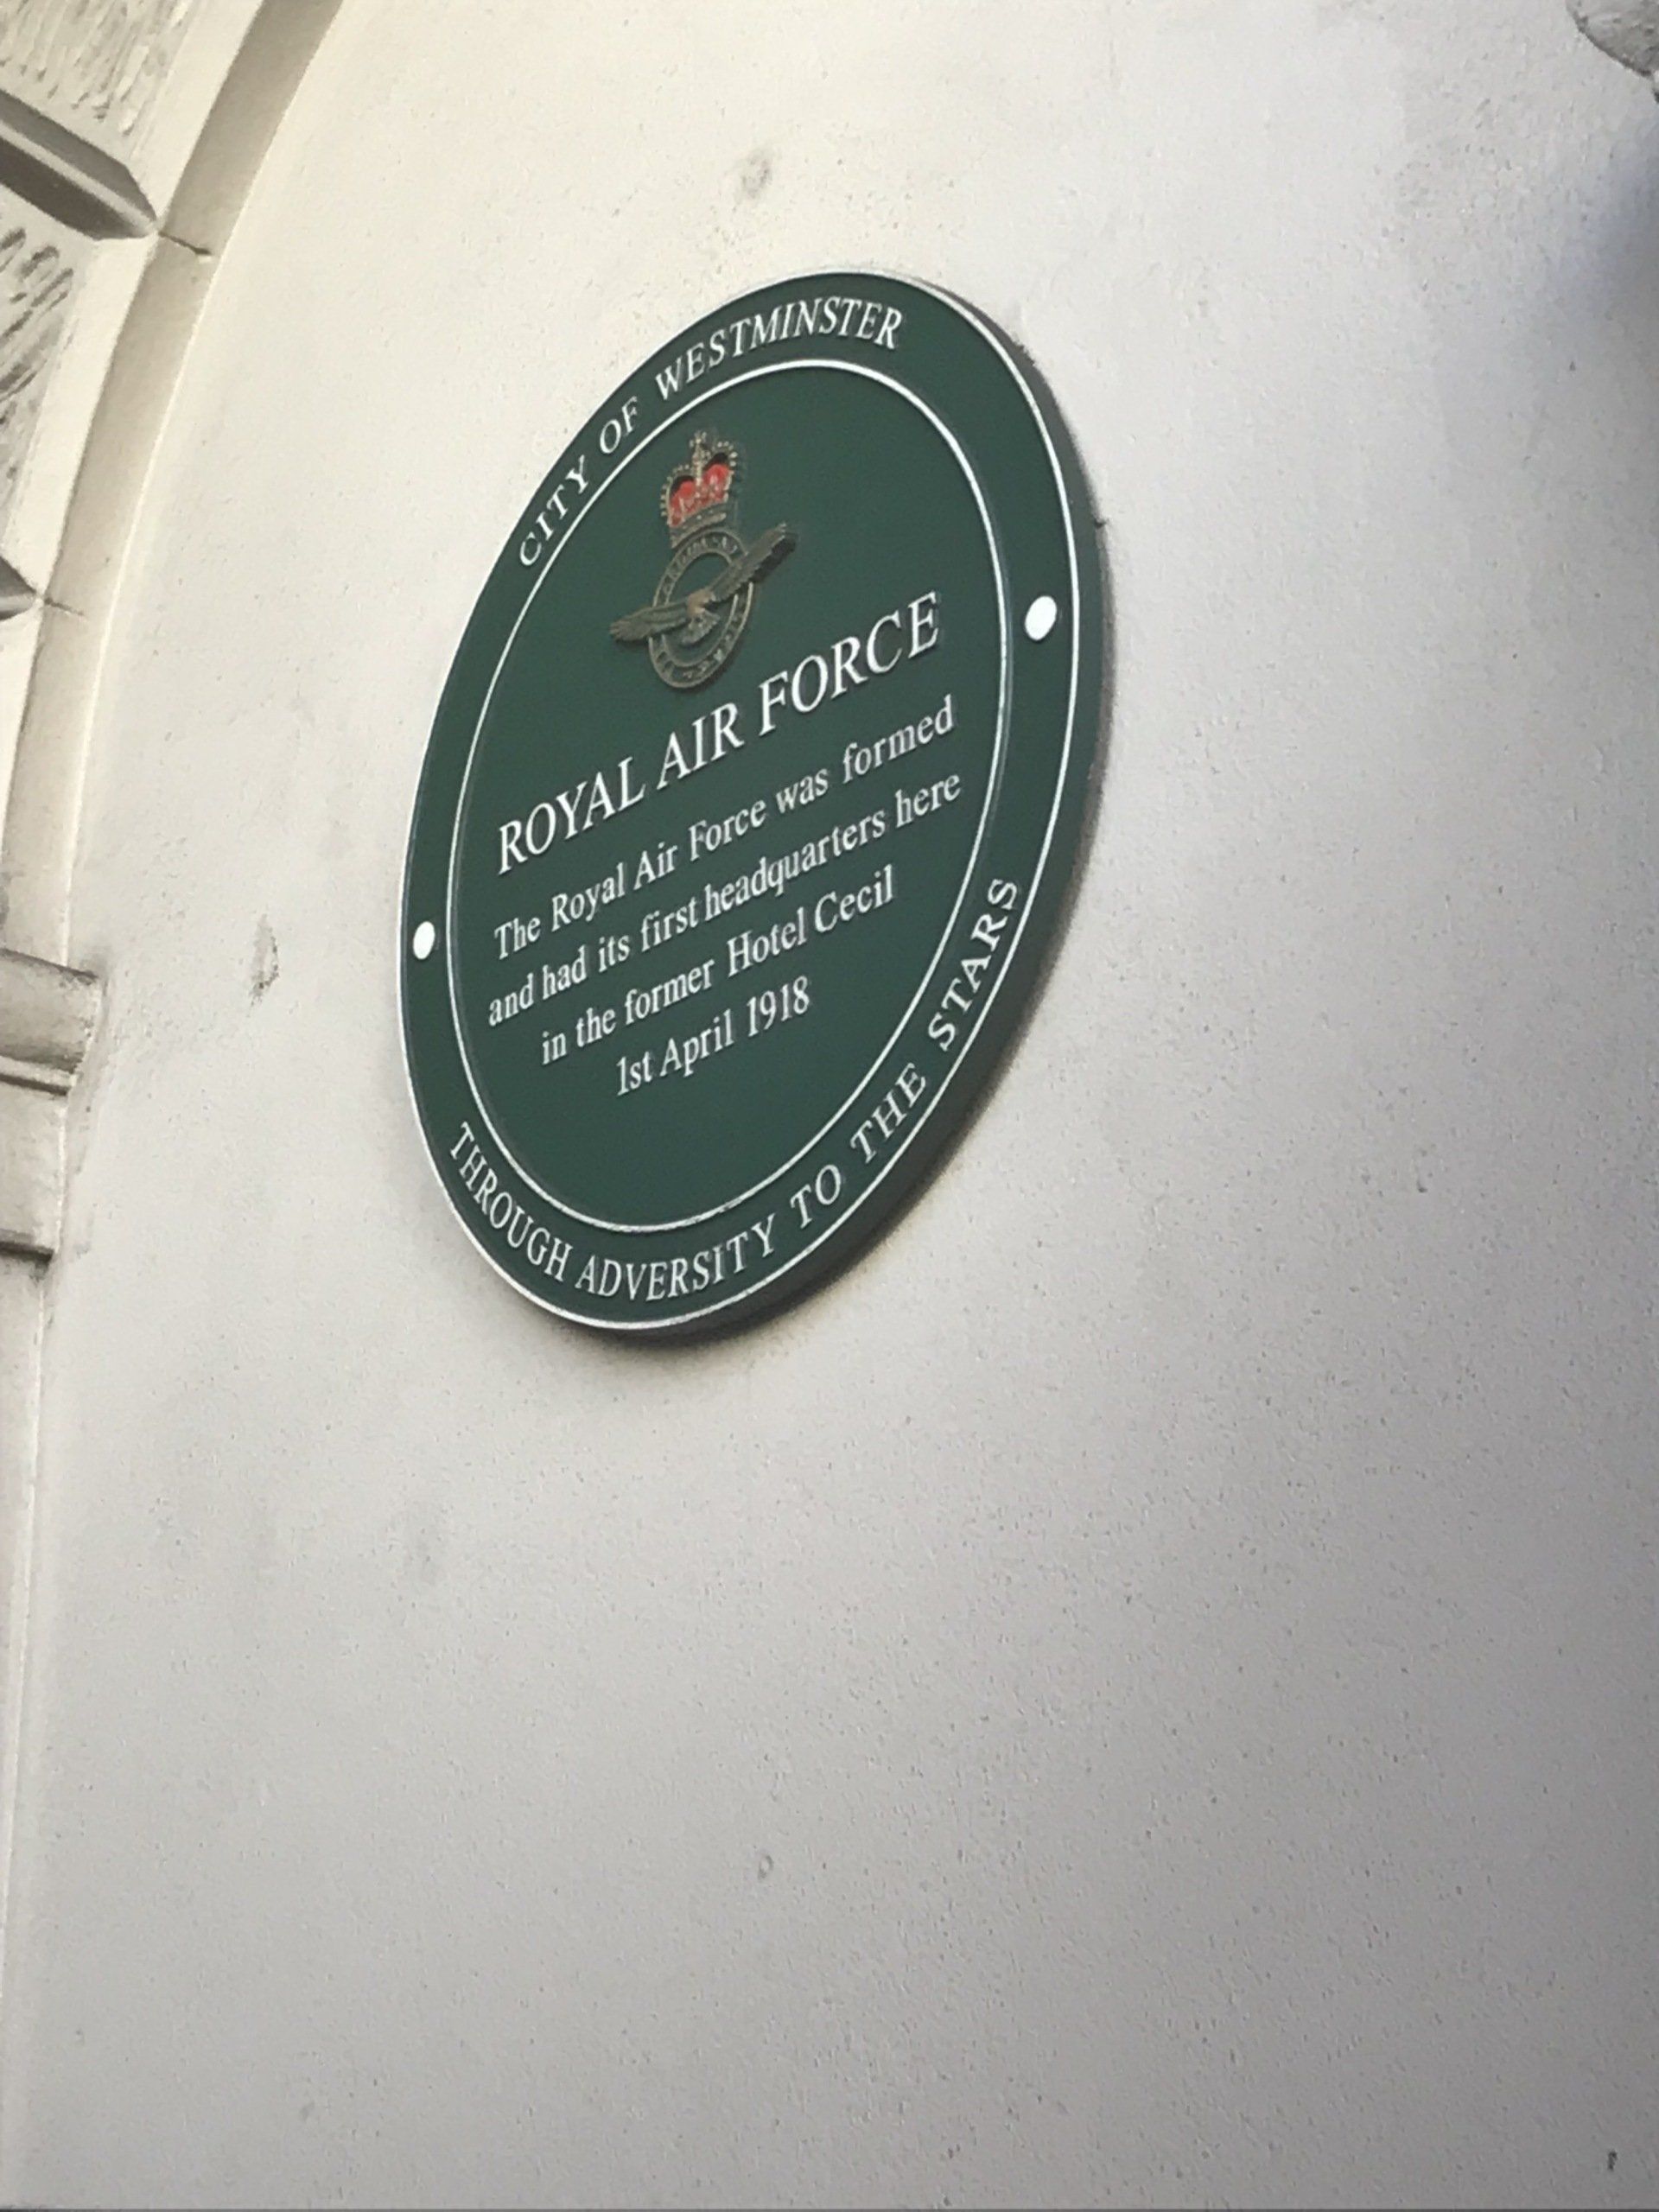 CITY OF WESTMINSTER
ROYAL AIR FORCE
The Royal Air Force was formed
and had its first headquarters here
in the former Hotel Cecil
1st April 1918
THROUGH ADVERSITY TO THE STARS